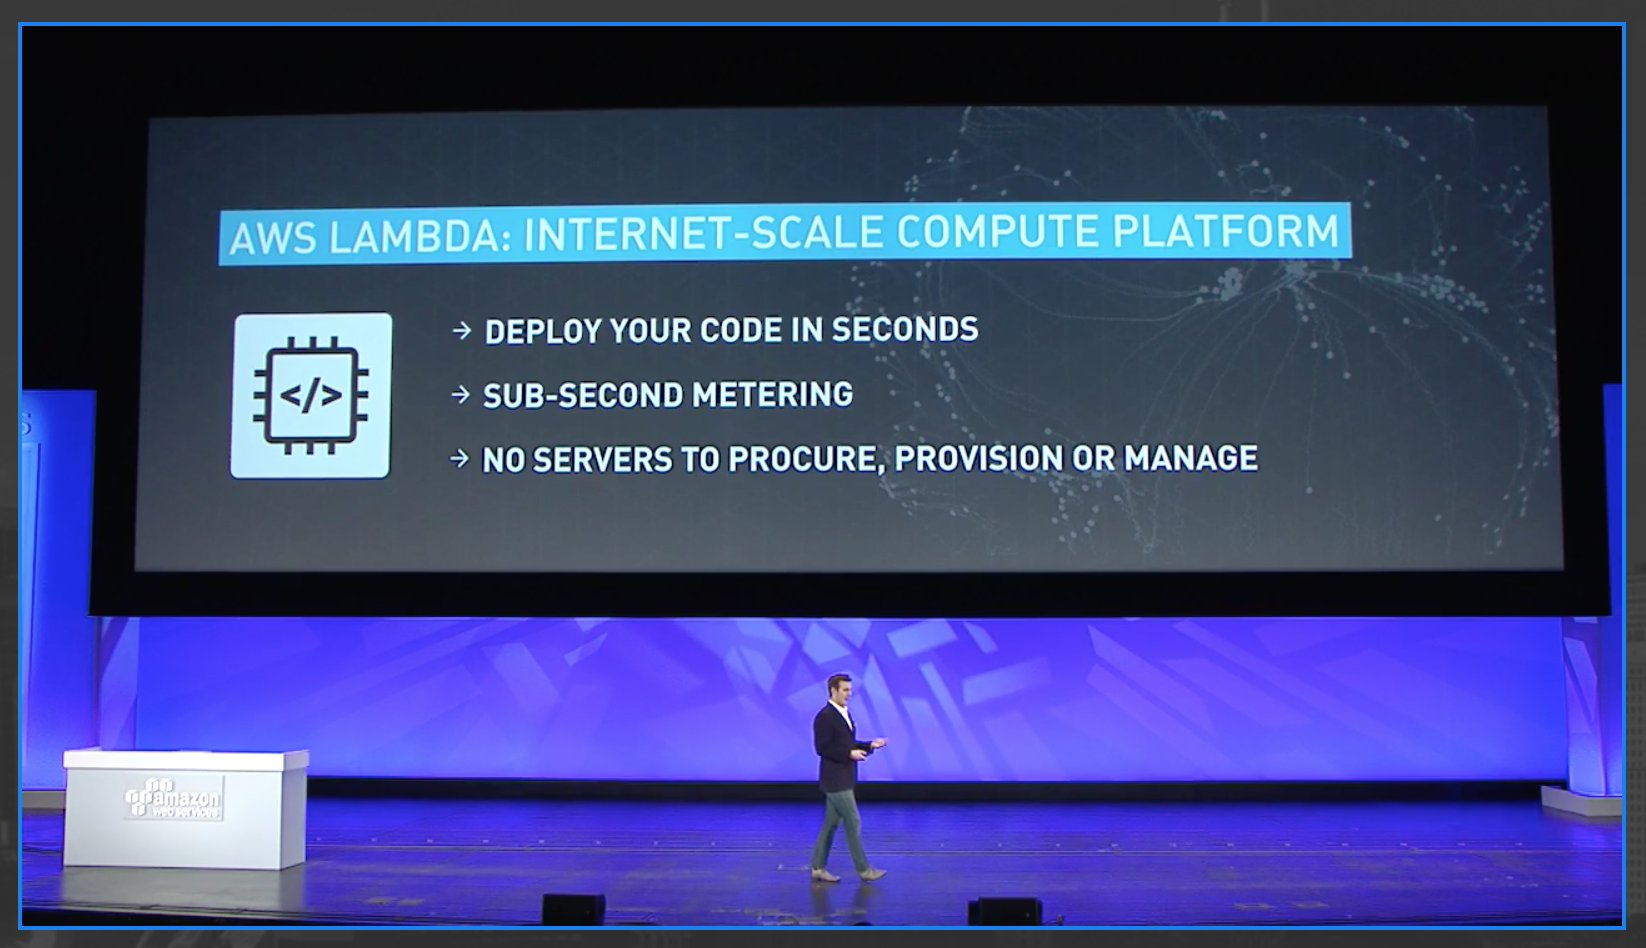 AWS LAMBDA: INTERNET-SCALE COMPUTE PLATFORM
</>
→ DEPLOY YOUR CODE IN SECONDS
→ SUB-SECOND METERING
→ NO SERVERS TO PROCURE, PROVISION OR MANAGE
S
amazon
web services